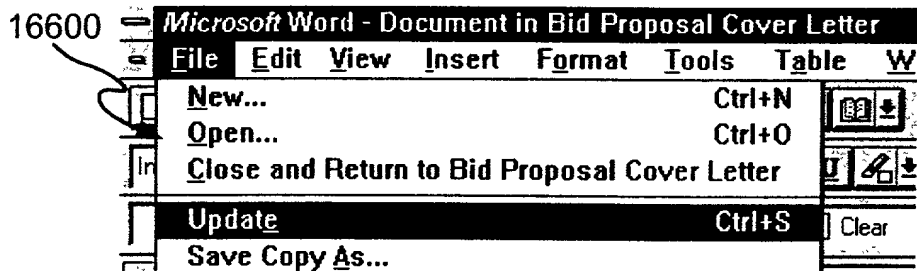 16600
Microsoft Word - Document in Bid Proposal Cover Letter
File Edit View Insert Format Tools Table W
New... Ctrl+N
Open... Ctrl+O
Close and Return to Bid Proposal Cover Letter
In U
Update Ctrl+S Clear
Save Copy As...